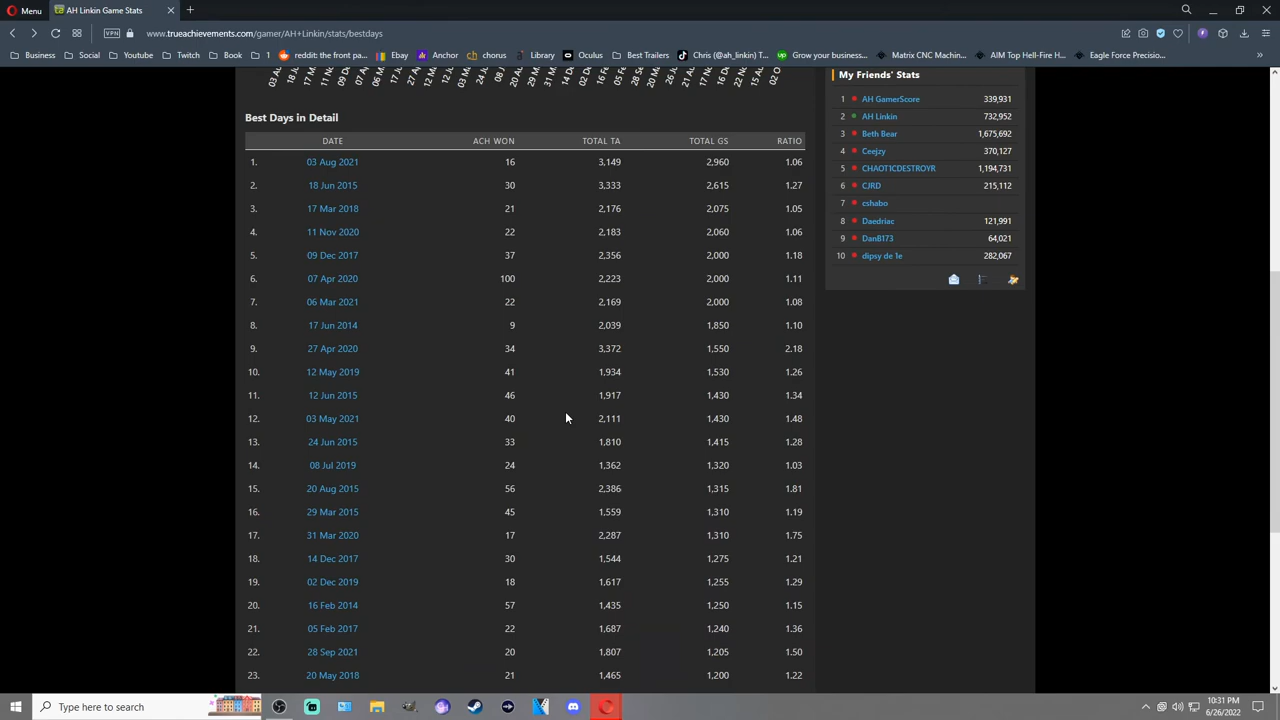 Menu
AH Linkin Game Stats
VPN
www.trueachievements.com/gamer/AH+Linkin/stats/bestdays
Business Social Youtube Twitch Book 1 reddit: the front pa... Ebay Anchor chorus Library Oculus Best Trailers Chris (@ah_linkin) T... Grow your business... Matrix CNC Machin... AIM Top Hell-Fire H... Eagle Force Precisio...
My Friends' Stats
1 AH GamerScore 339,931
2 AH Linkin 732,952
3 Beth Bear 1,675,692
4 Ceejzy 370,127
5 CHAOT1CDESTROYR 1,194,731
6 CJRD 215,112
7 cshabo
8 Daedriac 121,991
9 DanB173 64,021
10 dipsy de 1e 282,067
Best Days in Detail
DATE ACH WON TOTAL TA TOTAL GS RATIO
1. 03 Aug 2021 16 3,149 2,960 1.06
2. 18 Jun 2015 30 3,333 2,615 1.27
3. 17 Mar 2018 21 2,176 2,075 1.05
4. 11 Nov 2020 22 2,183 2,060 1.06
5. 09 Dec 2017 37 2,356 2,000 1.18
6. 07 Apr 2020 100 2,223 2,000 1.11
7. 06 Mar 2021 22 2,169 2,000 1.08
8. 17 Jun 2014 9 2,039 1,850 1.10
9. 27 Apr 2020 34 3,372 1,550 2.18
10. 12 May 2019 41 1,934 1,530 1.26
11. 12 Jun 2015 46 1,917 1,430 1.34
12. 03 May 2021 40 2,111 1,430 1.48
13. 24 Jun 2015 33 1,810 1,415 1.28
14. 08 Jul 2019 24 1,362 1,320 1.03
15. 20 Aug 2015 56 2,386 1,315 1.81
16. 29 Mar 2015 45 1,559 1,310 1.19
17. 31 Mar 2020 17 2,287 1,310 1.75
18. 14 Dec 2017 30 1,544 1,275 1.21
19. 02 Dec 2019 18 1,617 1,255 1.29
20. 16 Feb 2014 57 1,435 1,250 1.15
21. 05 Feb 2017 22 1,687 1,240 1.36
22. 28 Sep 2021 20 1,807 1,205 1.50
23. 20 May 2018 21 1,465 1,200 1.22
Type here to search
10:31 PM
6/26/2022